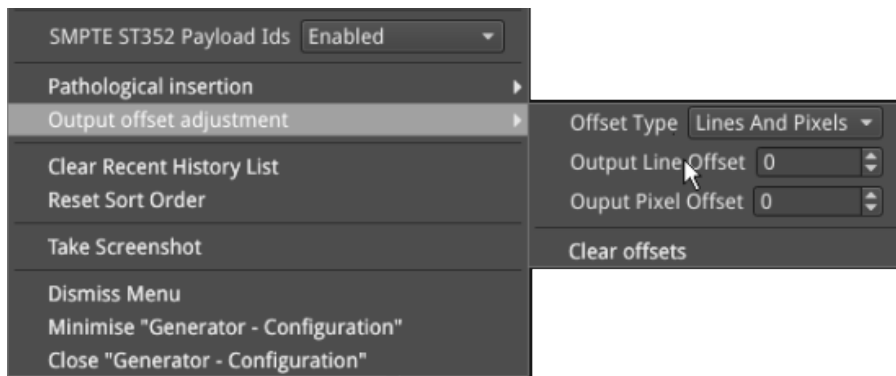 SMPTE ST352 Payload Ids Enabled
Pathological insertion
Output offset adjustment
Offset Type Lines And Pixels
Output Line Offset 0
Ouput Pixel Offset 0
Clear offsets
Clear Recent History List
Reset Sort Order
Take Screenshot
Dismiss Menu
Minimise "Generator - Configuration"
Close "Generator - Configuration"